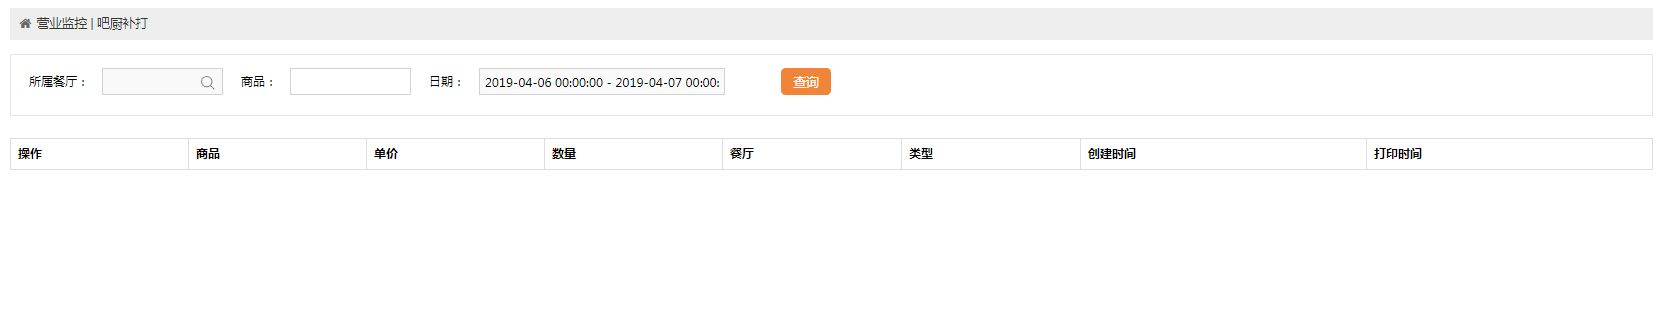 营业监控 | 吧厨补打
所属餐厅： 商品： 日期： 2019-04-06 00:00:00 - 2019-04-07 00:00: 查询
操作 商品 单价 数量 餐厅 类型 创建时间 打印时间